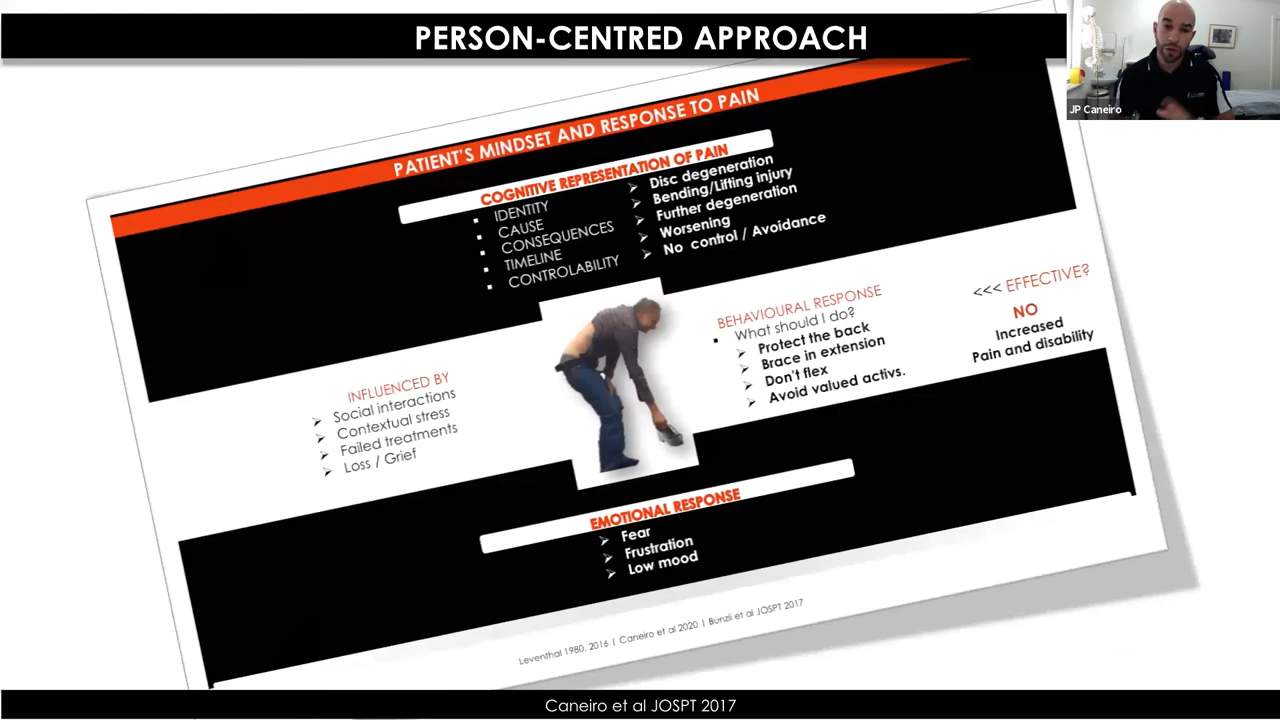 PERSON-CENTRED APPROACH
JP Caneiro
PATIENT'S MINDSET AND RESPONSE TO PAIN
COGNITIVE REPRESENTATION OF PAIN
▪ IDENTITY
▪ CAUSE
▪ CONSEQUENCES
▪ TIMELINE
▪ CONTROLABILITY
➢ Disc degeneration
➢ Bending/Lifting injury
➢ Further degeneration
➢ Worsening
➢ No control / Avoidance
INFLUENCED BY
➢ Social interactions
➢ Contextual stress
➢ Failed treatments
➢ Loss / Grief
BEHAVIOURAL RESPONSE
▪ What should I do?
➢ Protect the back
➢ Brace in extension
➢ Don't flex
➢ Avoid valued activs.
<<< EFFECTIVE?
NO
Increased
Pain and disability
EMOTIONAL RESPONSE
➢ Fear
➢ Frustration
➢ Low mood
Leventhal 1980, 2016 | Caneiro et al 2020 | Bunzli et al JOSPT 2017
Caneiro et al JOSPT 2017